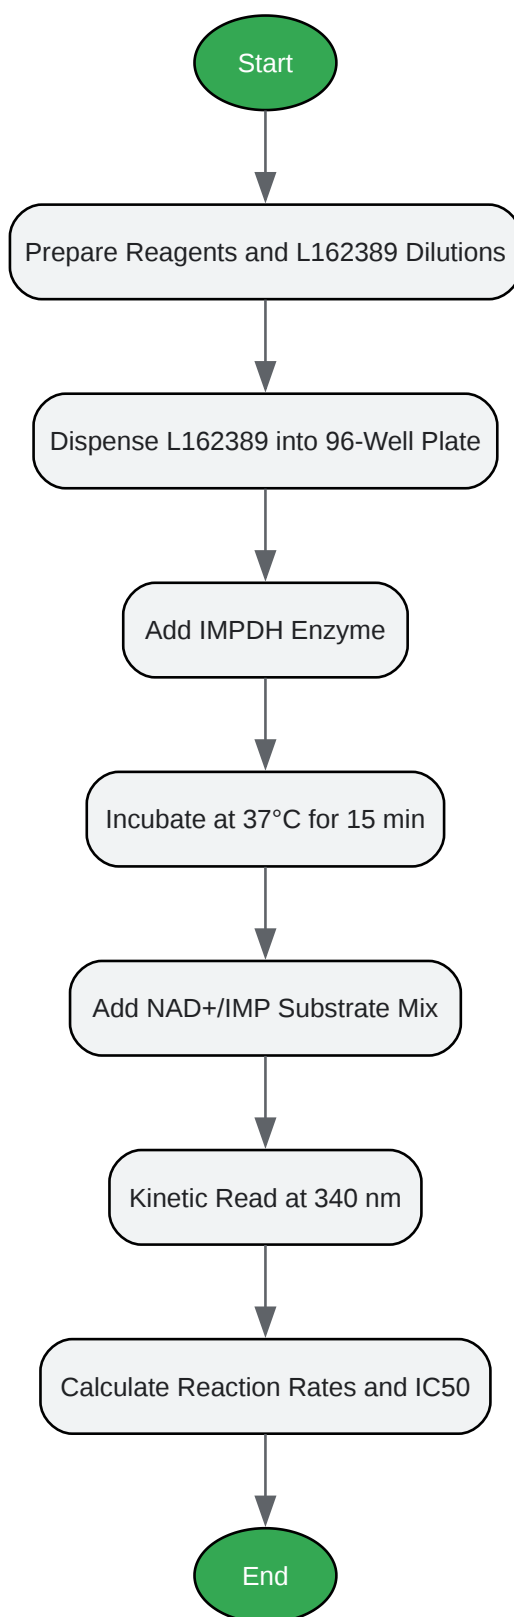 Start
Prepare Reagents and L162389 Dilutions
Dispense L162389 into 96-Well Plate
Add IMPDH Enzyme
Incubate at 37°C for 15 min
Add NAD+/IMP Substrate Mix
Kinetic Read at 340 nm
Calculate Reaction Rates and IC50
End